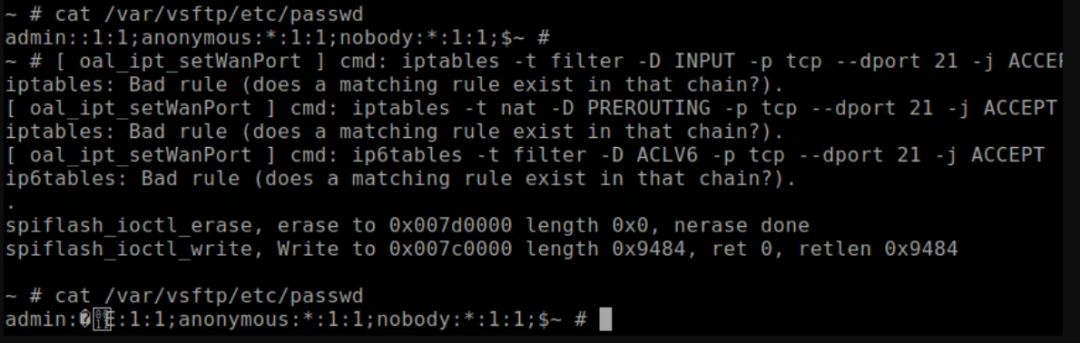 ~ # cat /var/vsftp/etc/passwd
admin::1:1;anonymous:*:1:1;nobody:*:1:1;$~ #
~ # [ oal_ipt_setWanPort ] cmd: iptables -t filter -D INPUT -p tcp --dport 21 -j ACCEP
iptables: Bad rule (does a matching rule exist in that chain?).
[ oal_ipt_setWanPort ] cmd: iptables -t nat -D PREROUTING -p tcp --dport 21 -j ACCEPT
iptables: Bad rule (does a matching rule exist in that chain?).
[ oal_ipt_setWanPort ] cmd: ip6tables -t filter -D ACLV6 -p tcp --dport 21 -j ACCEPT
ip6tables: Bad rule (does a matching rule exist in that chain?).
.
spiflash_ioctl_erase, erase to 0x007d0000 length 0x0, nerase done
spiflash_ioctl_write, Write to 0x007c0000 length 0x9484, ret 0, retlen 0x9484
~ # cat /var/vsftp/etc/passwd
admin:�E:1:1;anonymous:*:1:1;nobody:*:1:1;$~ #